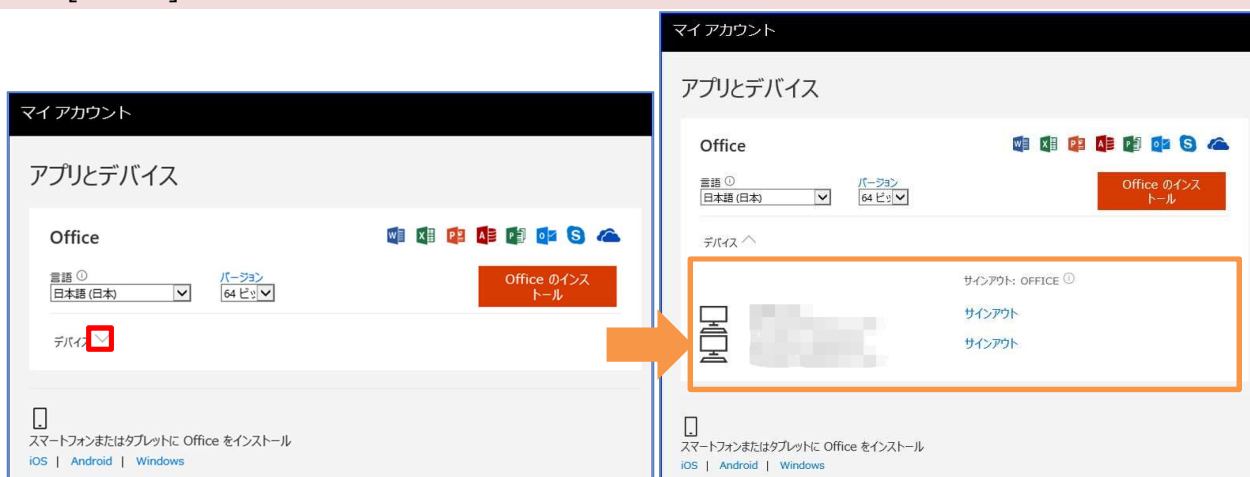 マイ アカウント
アプリとデバイス
Office
言語
バージョン
日本語 (日本)
64 ビッ
Office のインス
トール
デバイス
スマートフォンまたはタブレットに Office をインストール
iOS | Android | Windows
マイ アカウント
アプリとデバイス
Office
言語
バージョン
日本語 (日本)
64 ビッ
Office のインス
トール
デバイス
サインアウト: OFFICE
サインアウト
サインアウト
スマートフォンまたはタブレットに Office をインストール
iOS | Android | Windows